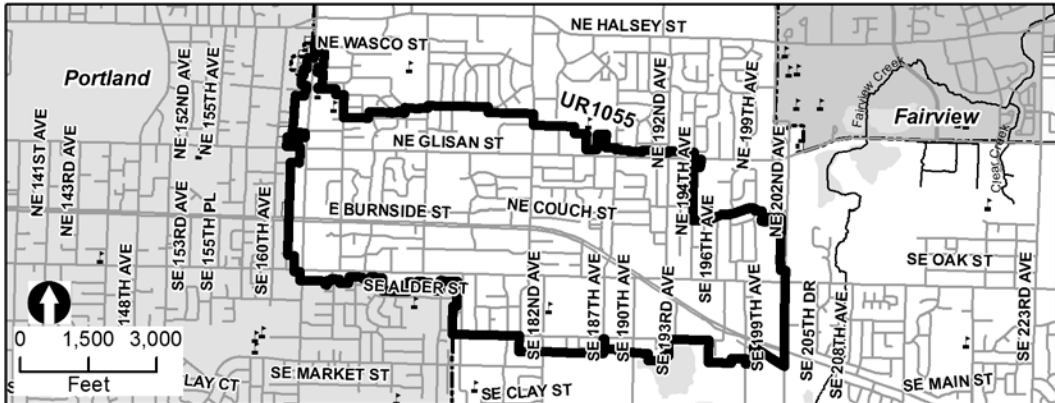 NE HALSEY ST
NE WASCO ST
Portland
NE 152ND AVE
NE 155TH AVE
UR1055
NE 192ND AVE
NE 199TH AVE
Fairview Creek
Fairview
NE 141ST AVE
NE 143RD AVE
NE GLISAN ST
NE 194TH AVE
NE 202ND AVE
Clear Creek
SE 153RD AVE
SE 155TH PL
SE 160TH AVE
E BURNSIDE ST
NE COUCH ST
SE 196TH AVE
SE OAK ST
148TH AVE
SE ALDER ST
SE 182ND AVE
SE 187TH AVE
SE 190TH AVE
SE 193RD AVE
SE 199TH AVE
SE 205TH DR
SE 208TH AVE
SE 223RD AVE
0 1,500 3,000
Feet
LAY CT
SE MARKET ST
SE CLAY ST
SE MAIN ST